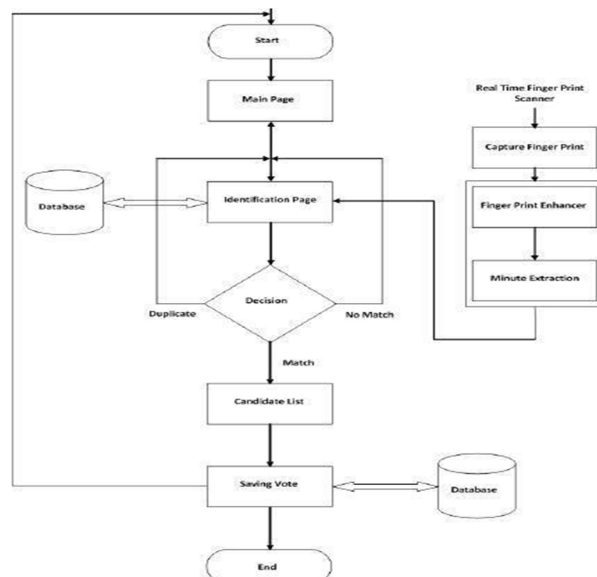 Start
Main Page
Real Time Finger Print
Scanner
Capture Finger Print
Database
Identification Page
Finger Print Enhancer
Minute Extraction
Decision
Duplicate
No Match
Match
Candidate List
Saving Vote
Database
End